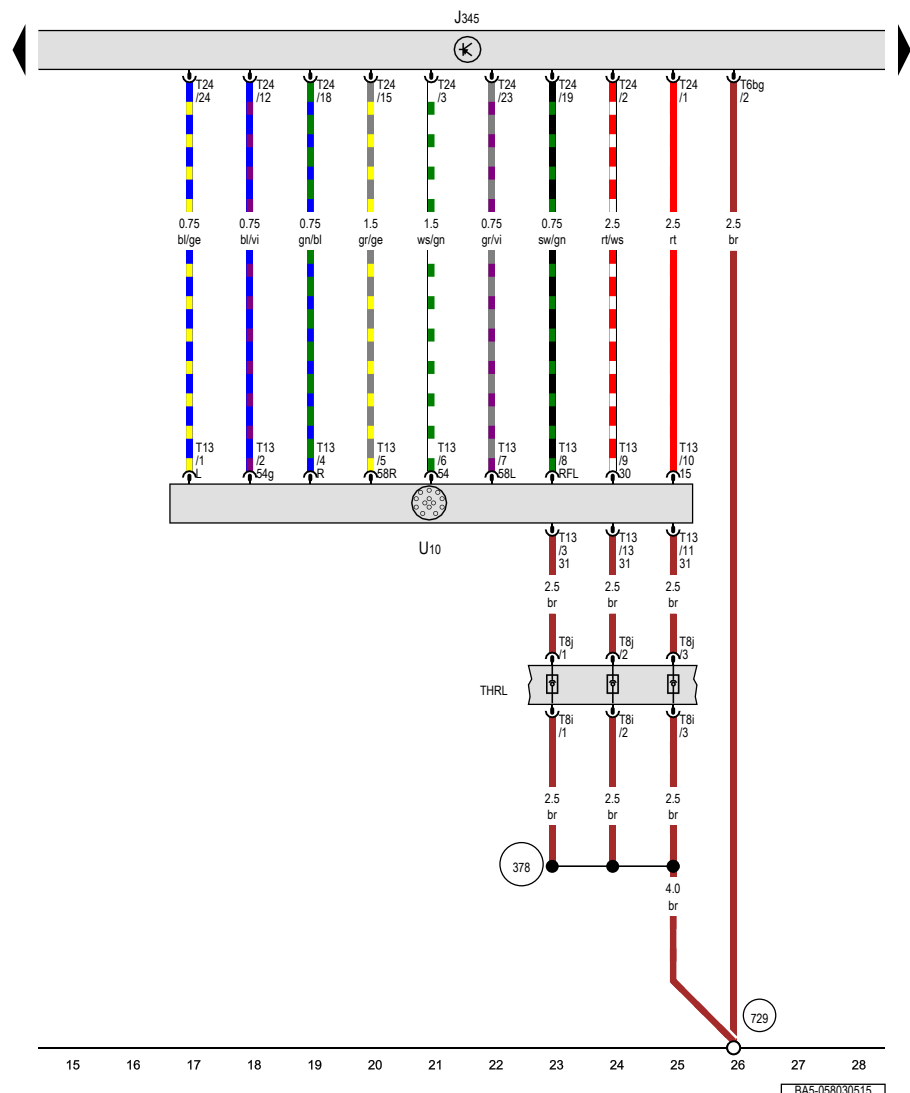 J345
T24 T24 T24 T24 T24 T24 T24 T24 T24 T6bg
/24 /12 /18 /15 /3 /23 /19 /2 /1 /2
0.75 0.75 0.75 1.5 1.5 0.75 0.75 2.5 2.5 2.5
bl/ge bl/vi gn/bl gr/ge ws/gn gr/vi sw/gn rt/ws rt br
T13 T13 T13 T13 T13 T13 T13 T13 T13
/1 /2 /4 /5 /6 /7 /8 /9 /10
L 54g R 58R 54 58L RFL 30 15
U10
T13 T13 T13
/3 /13 /11
31 31 31
2.5 2.5 2.5
br br br
T8j T8j T8j
/1 /2 /3
THRL
T8i T8i T8i
/1 /2 /3
2.5 2.5 2.5
br br br
378
4.0
br
729
15 16 17 18 19 20 21 22 23 24 25 26 27 28
BA5-058030515